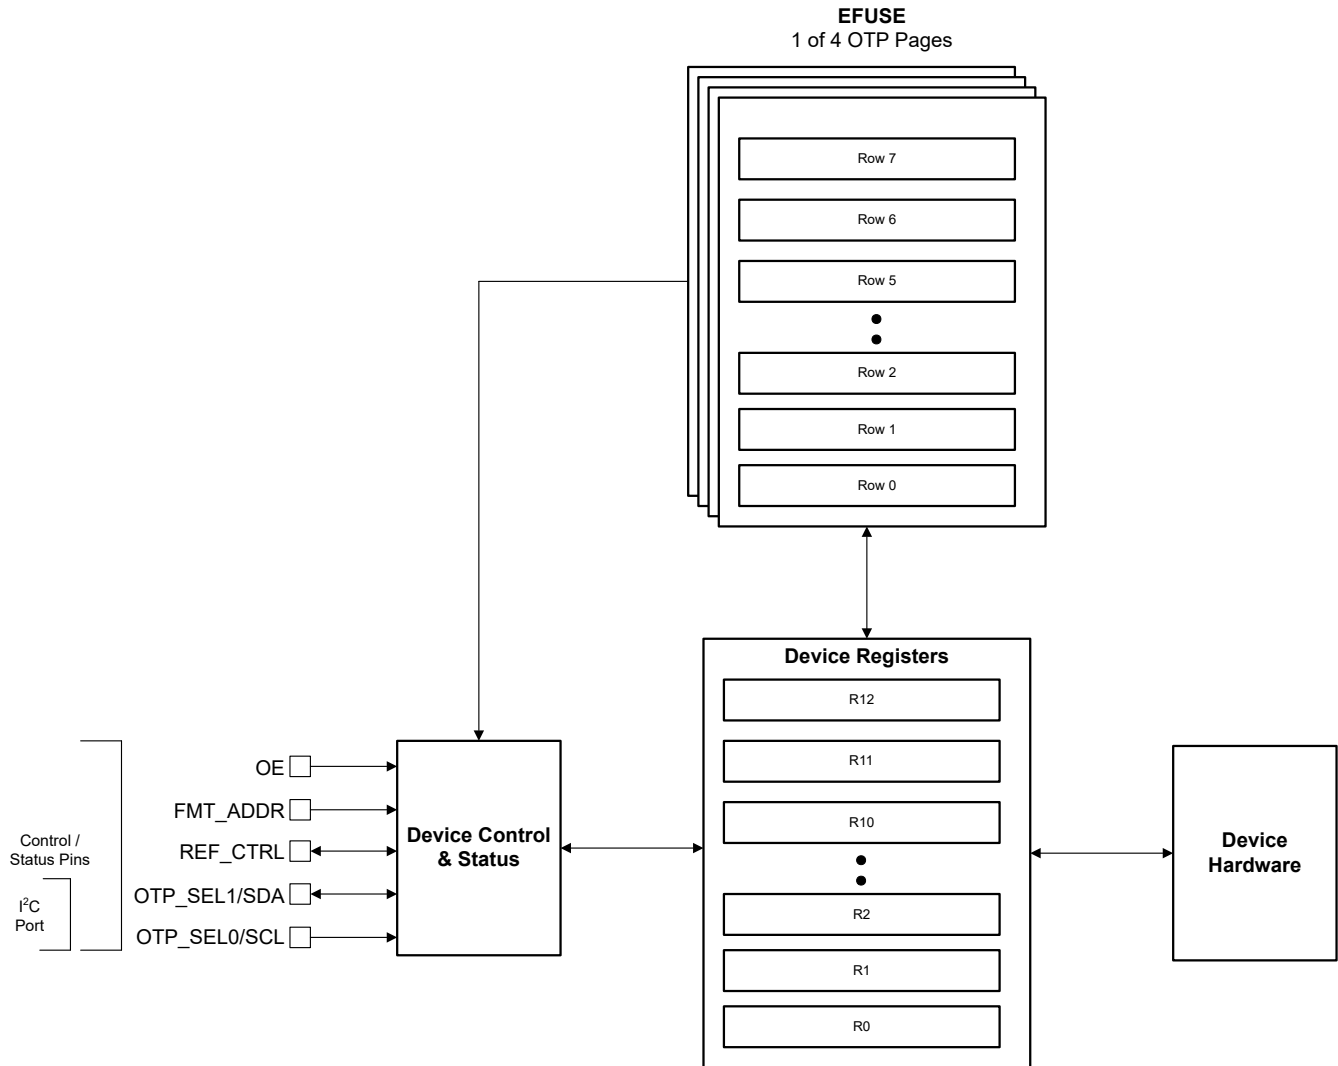 EFUSE
1 of 4 OTP Pages
Row 7
Row 6
Row 5
Row 2
Row 1
Row 0
Device Registers
R12
R11
R10
R2
R1
R0
OE
FMT_ADDR
REF_CTRL
OTP_SEL1/SDA
OTP_SEL0/SCL
Control /
Status Pins
I²C
Port
Device Control
& Status
Device
Hardware